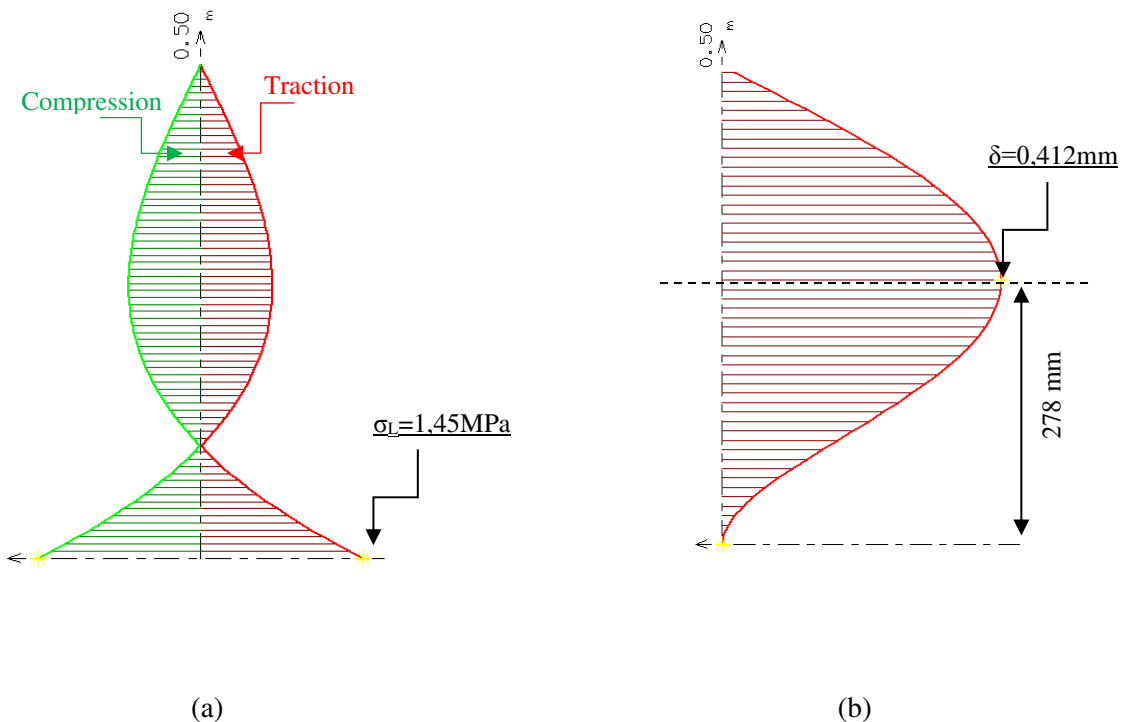 0.50 m
Compression
Traction
σL=1,45MPa
(a)
0.50 m
δ=0,412mm
278 mm
(b)